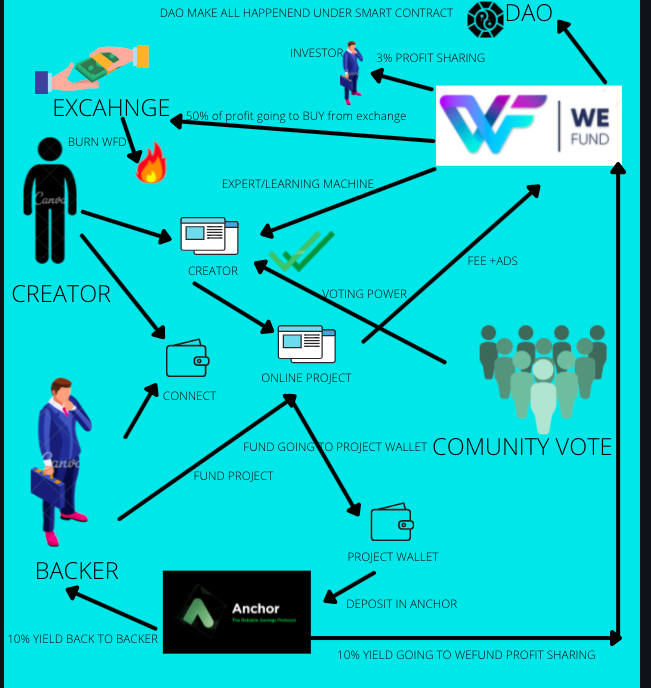 DAO MAKE ALL HAPPENEND UNDER SMART CONTRACT
DAO
INVESTOR
3% PROFIT SHARING
EXCAHNGE
50% of profit going to BUY from exchange
WE
FUND
BURN WFD
Canva
EXPERT/LEARNING MACHINE
CREATOR
FEE +ADS
CREATOR
VOTING POWER
ONLINE PROJECT
CONNECT
COMUNITY VOTE
FUND GOING TO PROJECT WALLET
Canva
FUND PROJECT
PROJECT WALLET
BACKER
Anchor
The Reliable Savings Protocol
DEPOSIT IN ANCHOR
10% YIELD BACK TO BACKER
10% YIELD GOING TO WEFUND PROFIT SHARING